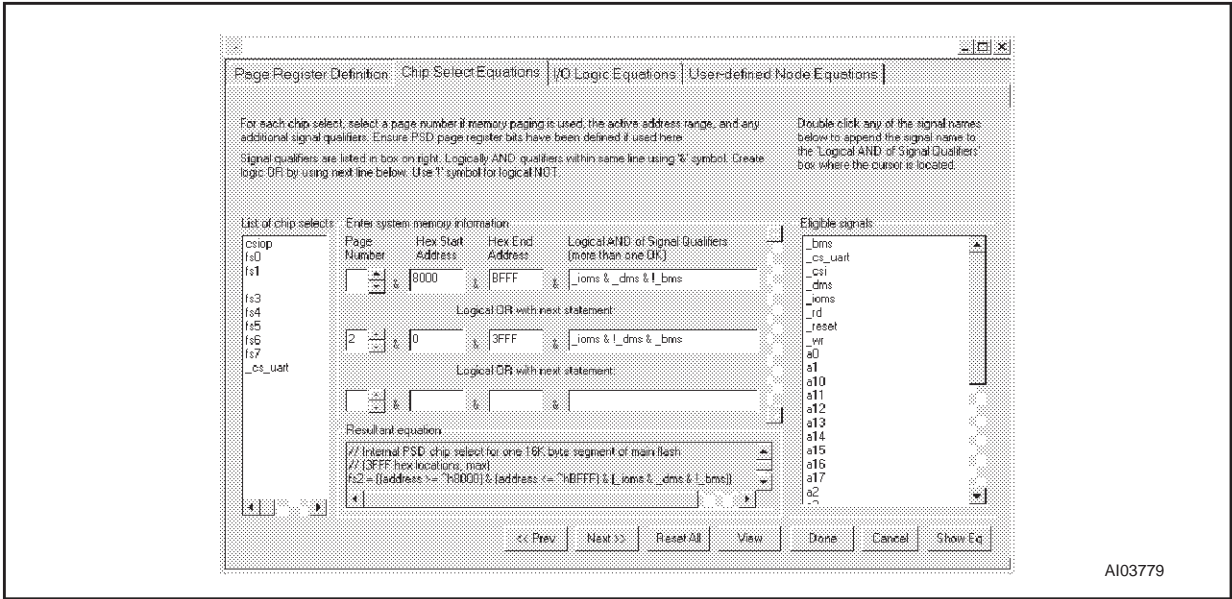 Page Register Definition Chip Select Equations I/O Logic Equations User-defined Node Equations
For each chip select, select a page number if memory paging is used, the active address range, and any
additional signal qualifiers. Ensure PSD page register bits have been defined if used here.
Signal qualifiers are listed in box on right. Logically AND qualifiers within same line using '&' symbol. Create
logic OR by using next line below. Use '!' symbol for logical NOT.
Double click any of the signal names
below to append the signal name to
the 'Logical AND of Signal Qualifiers'
box where the cursor is located.
List of chip selects:
csiop
fs0
fs1
fs3
fs4
fs5
fs6
fs7
_cs_uart
Enter system memory information
Page Number Hex Start Address Hex End Address Logical AND of Signal Qualifiers (more than one OK)
& 8000 & BFFF & _ioms & _dms & !_bms
Logical OR with next statement:
2 & 0 & 3FFF & _ioms & !_dms & _bms
Logical OR with next statement:
& & &
Resultant equation
// Internal PSD chip select for one 16K byte segment of main flash
// (3FFF hex locations, max)
fs2 = ((address >= ^h8000) & (address <= ^hBFFF) & (_ioms & _dms & !_bms))
Eligible signals:
_bms
_cs_uart
_csi
_dms
_ioms
_rd
_reset
_wr
a0
a1
a10
a11
a12
a13
a14
a15
a16
a17
a2
<< Prev Next >> Reset All View Done Cancel Show Eq
AI03779